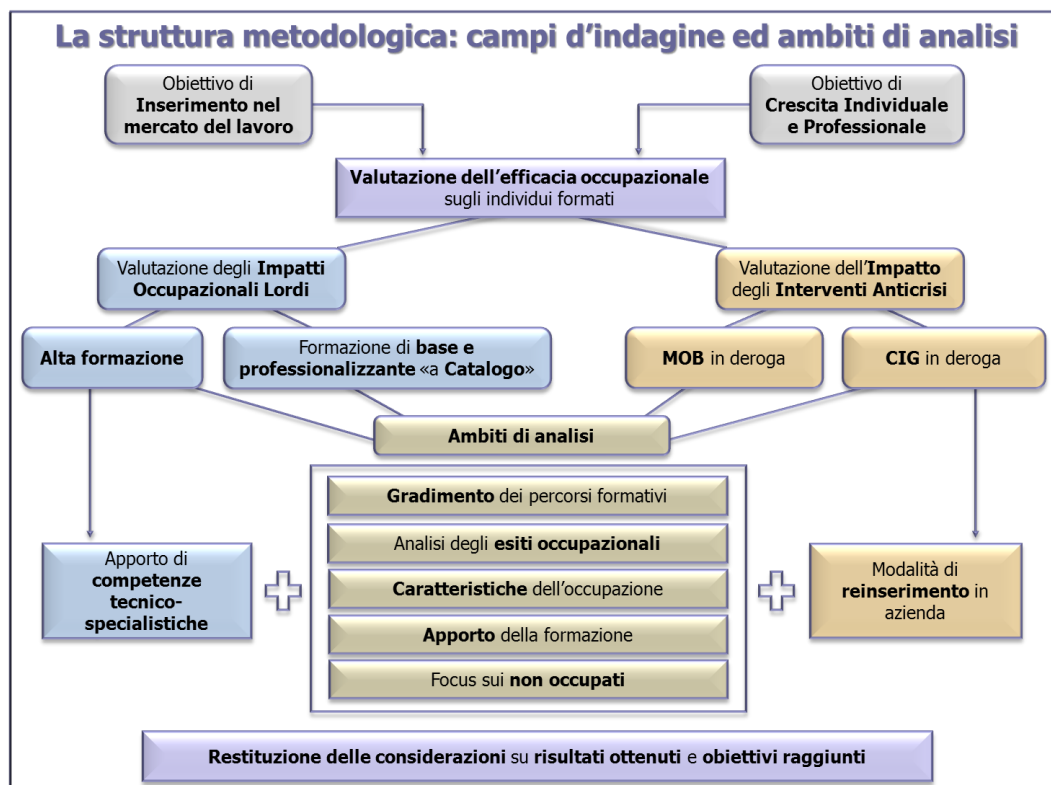 La struttura metodologica: campi d'indagine ed ambiti di analisi
Obiettivo di
Inserimento nel
mercato del lavoro
Obiettivo di
Crescita Individuale
e Professionale
Valutazione dell'efficacia occupazionale
sugli individui formati
Valutazione degli Impatti
Occupazionali Lordi
Valutazione dell'Impatto
degli Interventi Anticrisi
Alta formazione
Formazione di base e
professionalizzante «a Catalogo»
MOB in deroga
CIG in deroga
Ambiti di analisi
Gradimento dei percorsi formativi
Analisi degli esiti occupazionali
Caratteristiche dell'occupazione
Apporto della formazione
Focus sui non occupati
Apporto di
competenze
tecnico-
specialistiche
Modalità di
reinserimento in
azienda
Restituzione delle considerazioni su risultati ottenuti e obiettivi raggiunti